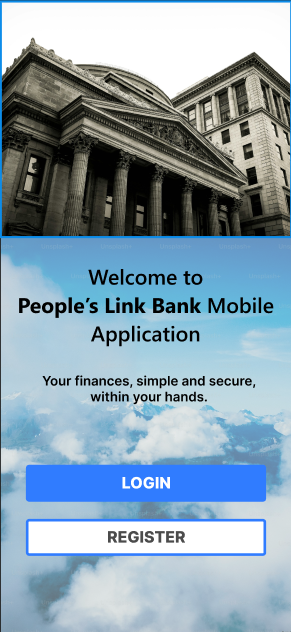 Welcome to
People's Link Bank Mobile
Application
Your finances, simple and secure,
within your hands.
LOGIN
REGISTER